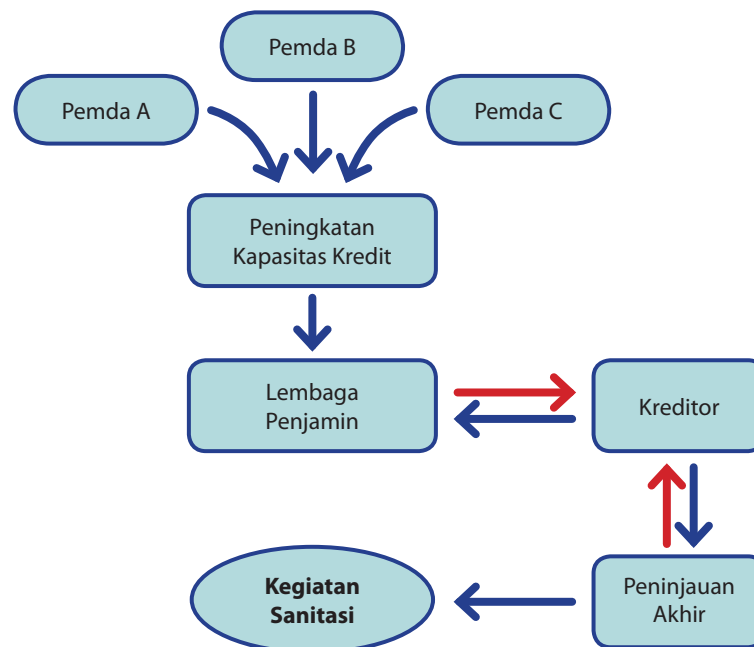 Pemda B
Pemda A
Pemda C
Peningkatan
Kapasitas Kredit
Lembaga
Penjamin
Kreditor
Kegiatan
Sanitasi
Peninjauan
Akhir